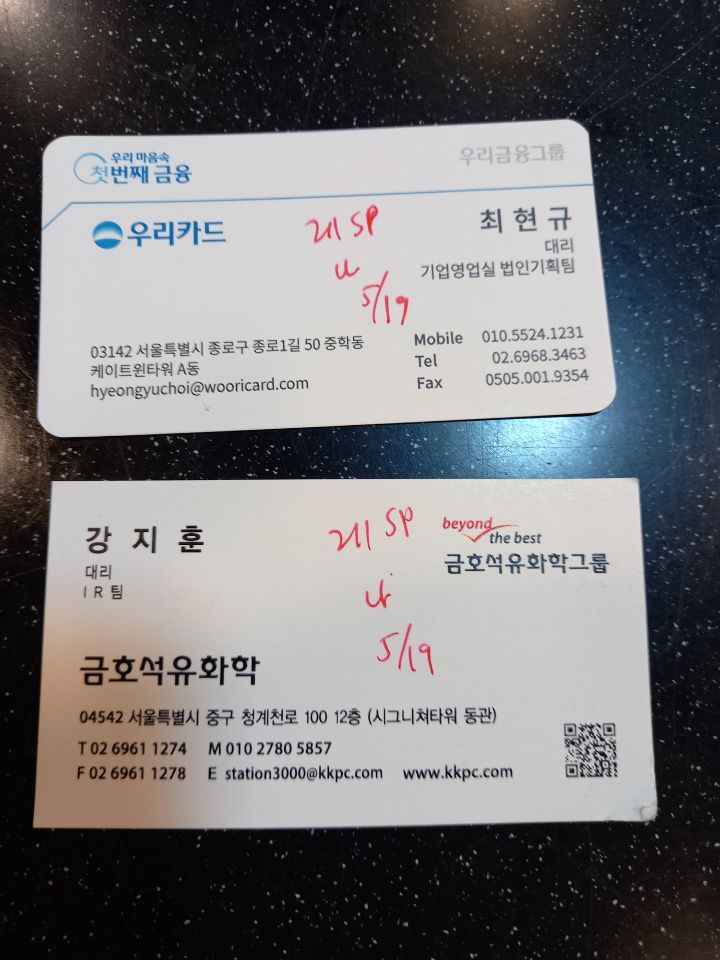 우리 마음속
첫번째 금융
우리금융그룹
우리카드
최현규
대리
기업영업실 법인기획팀
SP
5/19
03142 서울특별시 종로구 종로1길 50 중학동
케이트윈타워 A동
hyeongyuchoi@wooricard.com
Mobile 010.5524.1231
Tel 02.6968.3463
Fax 0505.001.9354
강지훈
대리
IR팀
SP
5/19
beyond
the best
금호석유화학그룹
금호석유화학
04542 서울특별시 중구 청계천로 100 12층 (시그니쳐타워 동관)
T 02 6961 1274 M 010 2780 5857
F 02 6961 1278 E station3000@kkpc.com www.kkpc.com